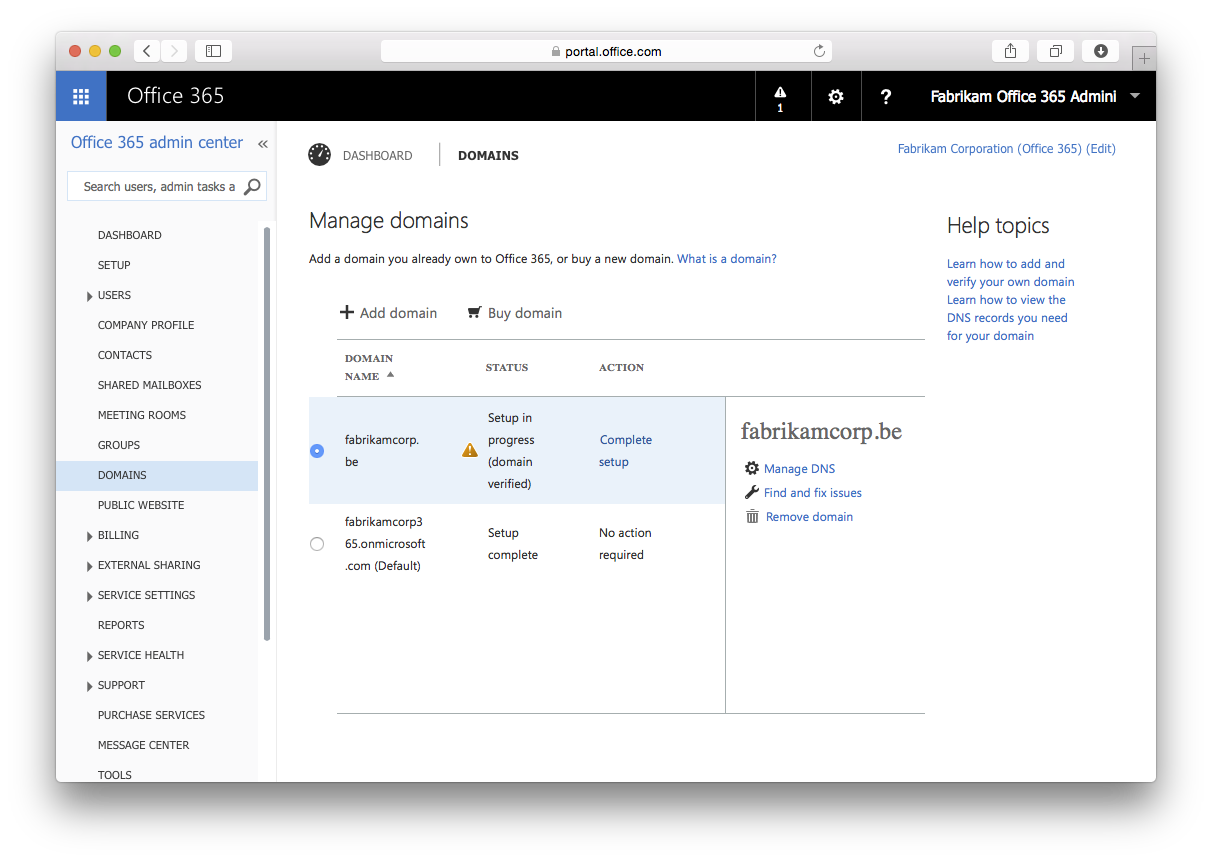 portal.office.com
Office 365
1
?
Fabrikam Office 365 Admini
Office 365 admin center «
Search users, admin tasks a
DASHBOARD
SETUP
USERS
COMPANY PROFILE
CONTACTS
SHARED MAILBOXES
MEETING ROOMS
GROUPS
DOMAINS
PUBLIC WEBSITE
BILLING
EXTERNAL SHARING
SERVICE SETTINGS
REPORTS
SERVICE HEALTH
SUPPORT
PURCHASE SERVICES
MESSAGE CENTER
TOOLS
DASHBOARD
DOMAINS
Fabrikam Corporation (Office 365) (Edit)
Manage domains
Add a domain you already own to Office 365, or buy a new domain. What is a domain?
Add domain
Buy domain
DOMAIN
NAME
STATUS
ACTION
fabrikamcorp.
be
Setup in
progress
(domain
verified)
Complete
setup
fabrikamcorp3
65.onmicrosoft
.com (Default)
Setup
complete
No action
required
fabrikamcorp.be
Manage DNS
Find and fix issues
Remove domain
Help topics
Learn how to add and
verify your own domain
Learn how to view the
DNS records you need
for your domain